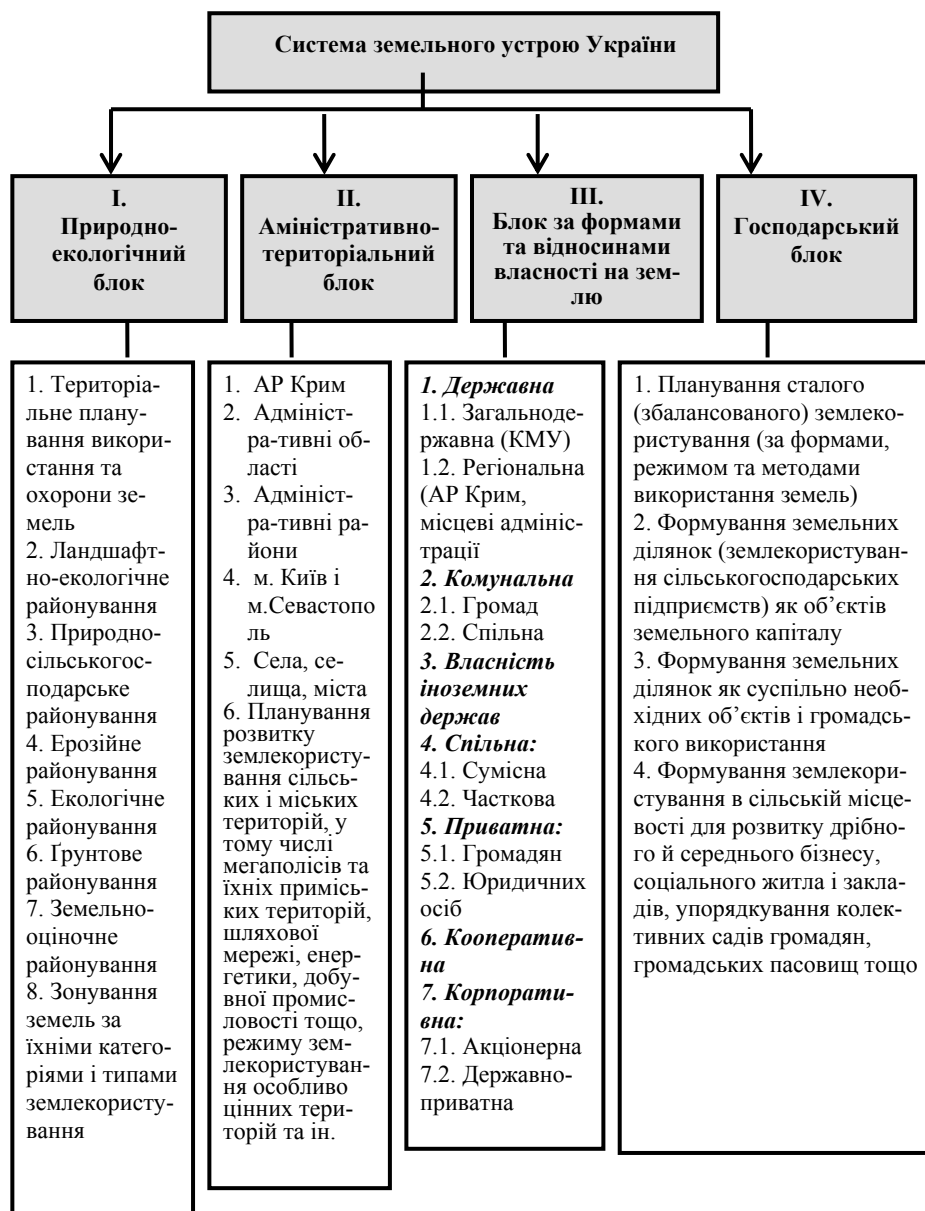 Система земельного устрою України
I.
Природно-
екологічний
блок
II.
Аміністративно-
територіальний
блок
III.
Блок за формами
та відносинами
власності на зем-
лю
IV.
Господарський
блок
1. Територіа-
льне плану-
вання викори-
стання та
охорони зе-
мель
2. Ландшафт-
но-екологічне
районування
3. Природно-
сільськогос-
подарське
районування
4. Ерозійне
районування
5. Екологічне
районування
6. Ґрунтове
районування
7. Земельно-
оціночне
районування
8. Зонування
земель за
їхніми катего-
ріями і типами
землекористу-
вання
1. АР Крим
2. Адмініст-
ра-тивні об-
ласті
3. Адмініст-
ра-тивні ра-
йони
4. м. Київ і
м.Севастопо
ль
5. Села, се-
лища, міста
6. Планування
розвитку
землекористу-
вання сільсь-
ких і міських
територій, у
тому числі
мегаполісів та
їхніх примісь-
ких територій,
шляхової
мережі, енер-
гетики, добу-
вної промис-
ловості тощо,
режиму зем-
лекористуван-
ня особливо
цінних тери-
торій та ін.
1. Державна
1.1. Загальноде-
ржавна (КМУ)
1.2. Регіональна
(АР Крим,
місцеві адмініс-
трації
2. Комунальна
2.1. Громад
2.2. Спільна
3. Власність
іноземних
держав
4. Спільна:
4.1. Сумісна
4.2. Часткова
5. Приватна:
5.1. Громадян
5.2. Юридичних
осіб
6. Кооператив-
на
7. Корпорати-
вна:
7.1. Акціонерна
7.2. Державно-
приватна
1. Планування сталого
(збалансованого) землеко-
ристування (за формами,
режимом та методами
використання земель)
2. Формування земельних
ділянок (землекористуван-
ня сільськогосподарських
підприємств) як об’єктів
земельного капіталу
3. Формування земельних
ділянок як суспільно необ-
хідних об’єктів і громадсь-
кого використання
4. Формування землекори-
стування в сільській місце-
вості для розвитку дрібно-
го й середнього бізнесу,
соціального житла і закла-
дів, упорядкування колек-
тивних садів громадян,
громадських пасовищ тощо